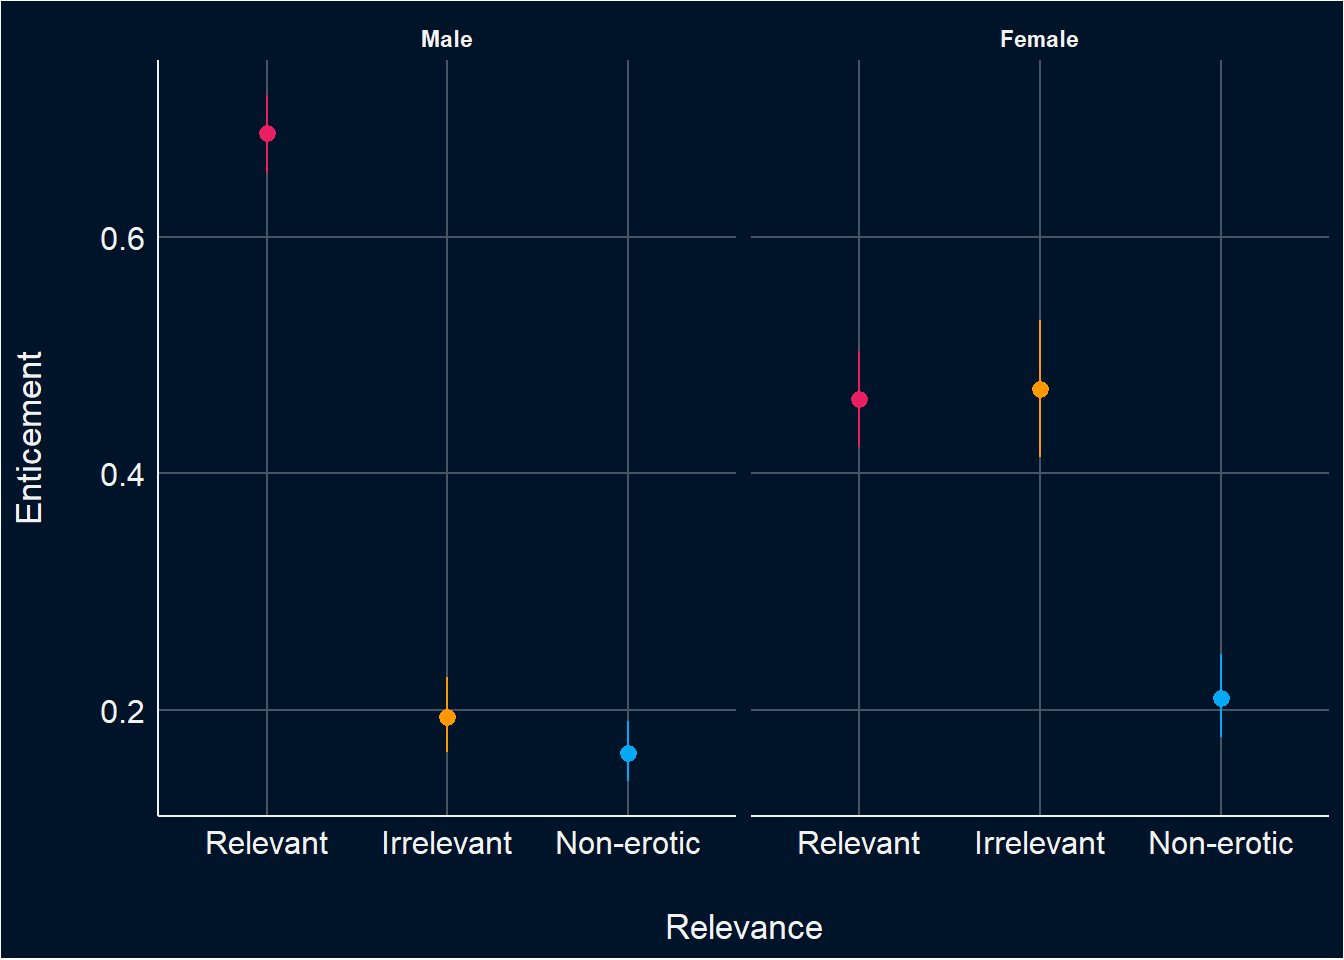 Male Female
Enticement
0.6
0.4
0.2
Relevant Irrelevant Non-erotic Relevant Irrelevant Non-erotic
Relevance